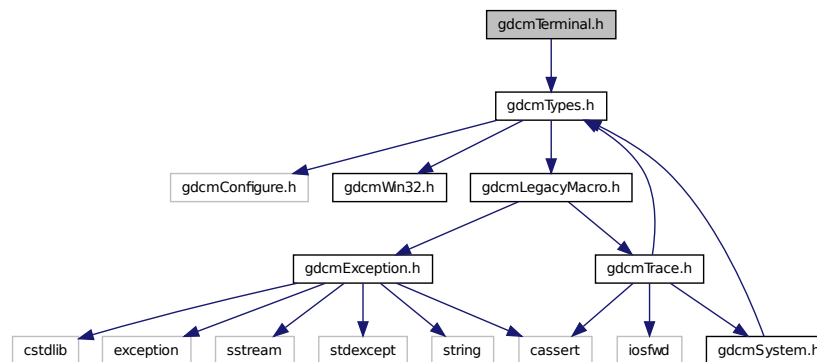 gdcmTerminal.h
gdcmTypes.h
gdcmConfigure.h
gdcmWin32.h
gdcmLegacyMacro.h
gdcmException.h
gdcmTrace.h
cstdlib
exception
sstream
stdexcept
string
cassert
iosfwd
gdcmSystem.h